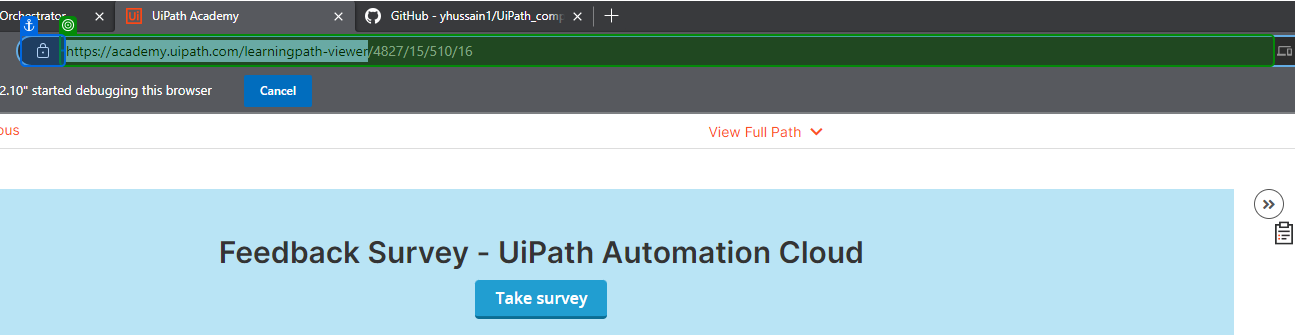 Orchestrator
UiPath Academy
GitHub - yhussain1/UiPath_comp
https://academy.uipath.com/learningpath-viewer/4827/15/510/16
2.10" started debugging this browser
Cancel
ous
View Full Path
Feedback Survey - UiPath Automation Cloud
Take survey